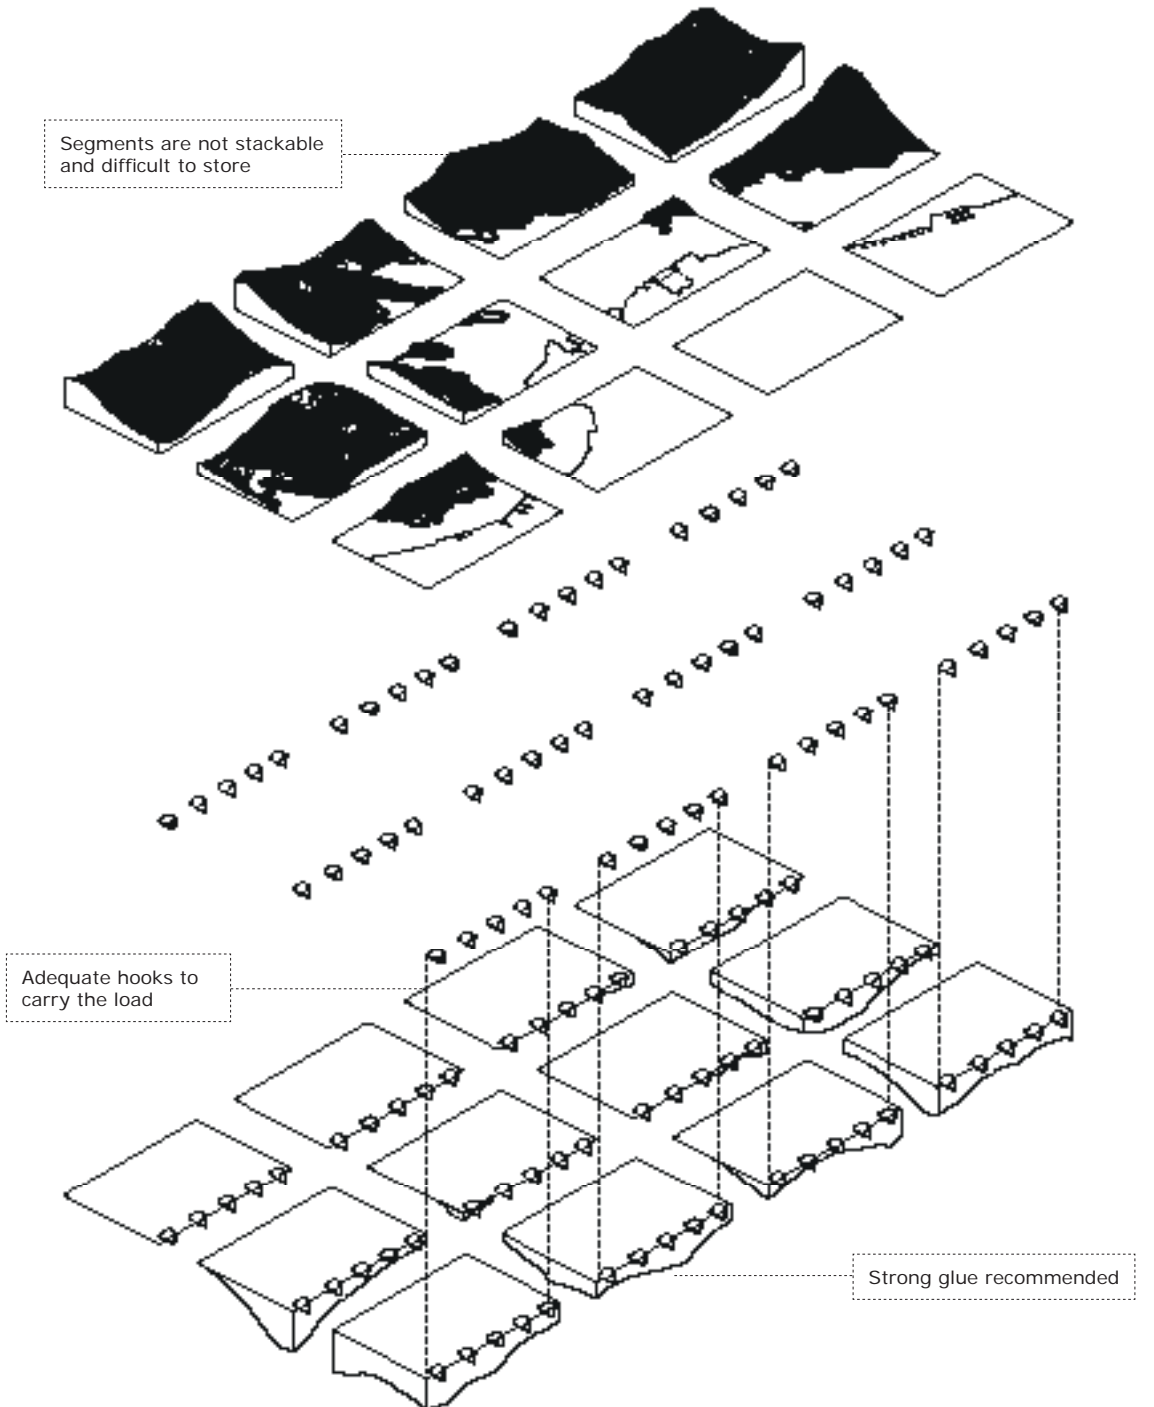 Segments are not stackable
and difficult to store
Adequate hooks to
carry the load
Strong glue recommended